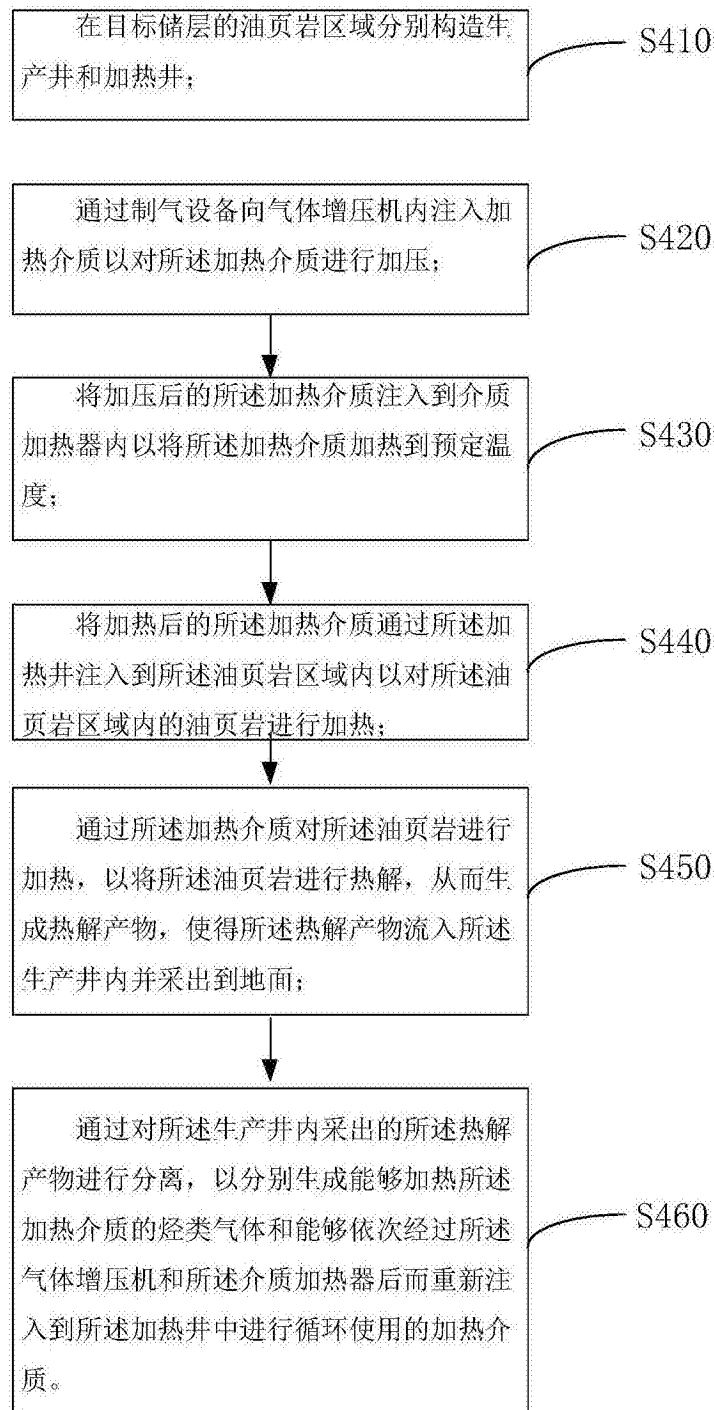 在目标储层的油页岩区域分别构造生
产井和加热井；
S410
通过制气设备向气体增压机内注入加
热介质以对所述加热介质进行加压；
S420
将加压后的所述加热介质注入到介质
加热器内以将所述加热介质加热到预定温
度；
S430
将加热后的所述加热介质通过所述加
热井注入到所述油页岩区域内以对所述油
页岩区域内的油页岩进行加热；
S440
通过所述加热介质对所述油页岩进行
加热，以将所述油页岩进行热解，从而生
成热解产物，使得所述热解产物流入所述
生产井内并采出到地面；
S450
通过对所述生产井内采出的所述热解
产物进行分离，以分别生成能够加热所述
加热介质的烃类气体和能够依次经过所述
气体增压机和所述介质加热器后而重新注
入到所述加热井中进行循环使用的加热介
质。
S460